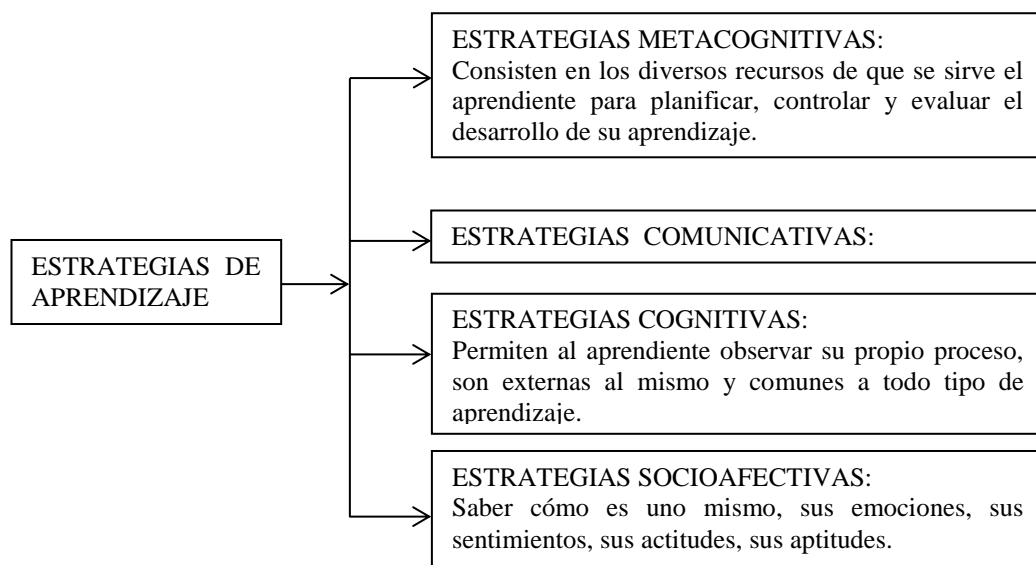 ESTRATEGIAS METACOGNITIVAS:
Consisten en los diversos recursos de que se sirve el
aprendiente para planificar, controlar y evaluar el
desarrollo de su aprendizaje.
ESTRATEGIAS COMUNICATIVAS:
ESTRATEGIAS DE
APRENDIZAJE
ESTRATEGIAS COGNITIVAS:
Permiten al aprendiente observar su propio proceso,
son externas al mismo y comunes a todo tipo de
aprendizaje.
ESTRATEGIAS SOCIOAFECTIVAS:
Saber cómo es uno mismo, sus emociones, sus
sentimientos, sus actitudes, sus aptitudes.